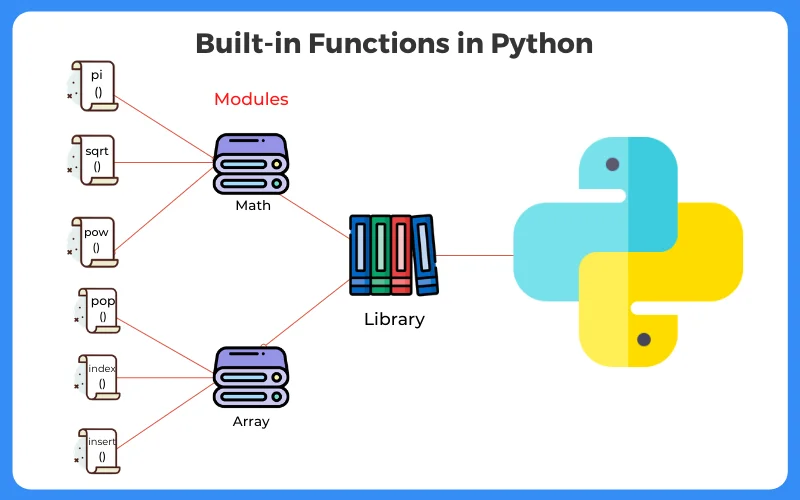 Built-in Functions in Python
Modules
pi
()
sqrt
()
pow
()
Math
pop
()
index
()
insert
()
Array
Library